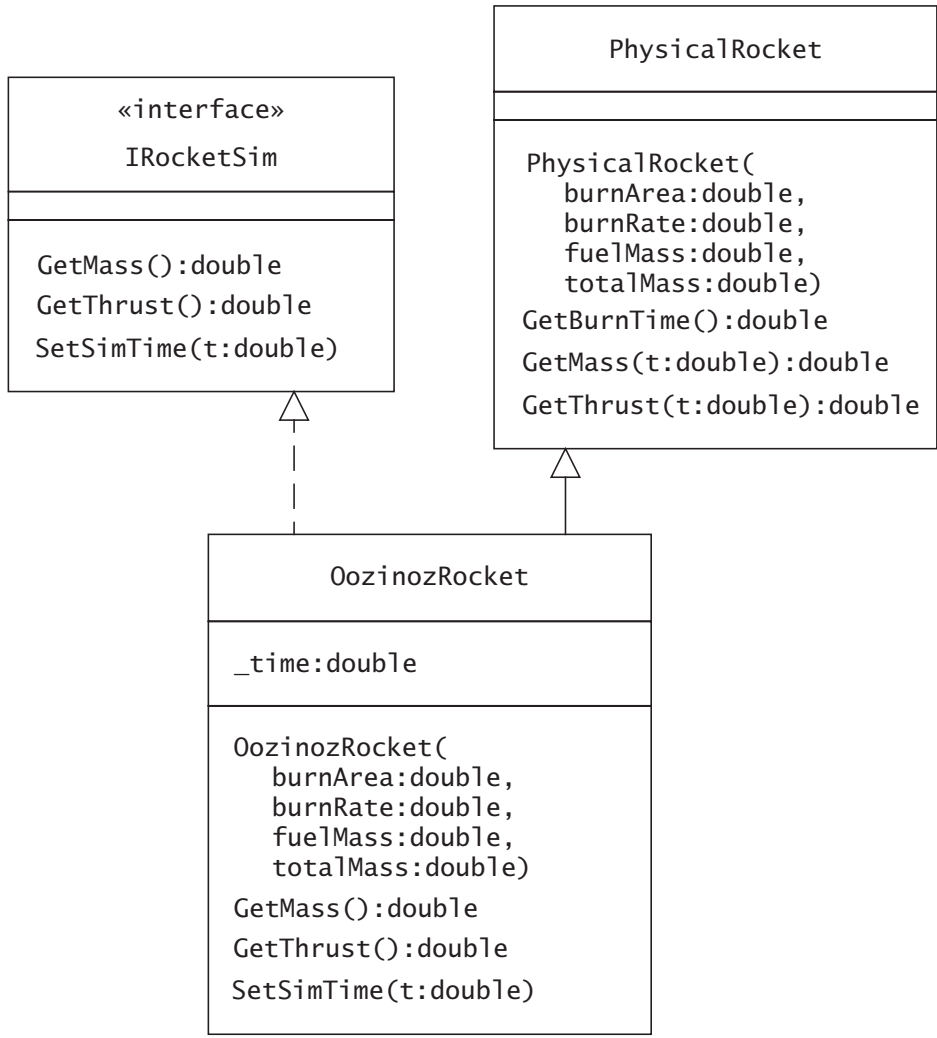 «interface»
IRocketSim
GetMass():double
GetThrust():double
SetSimTime(t:double)
PhysicalRocket
PhysicalRocket(
burnArea:double,
burnRate:double,
fuelMass:double,
totalMass:double)
GetBurnTime():double
GetMass(t:double):double
GetThrust(t:double):double
OozinozRocket
_time:double
OozinozRocket(
burnArea:double,
burnRate:double,
fuelMass:double,
totalMass:double)
GetMass():double
GetThrust():double
SetSimTime(t:double)